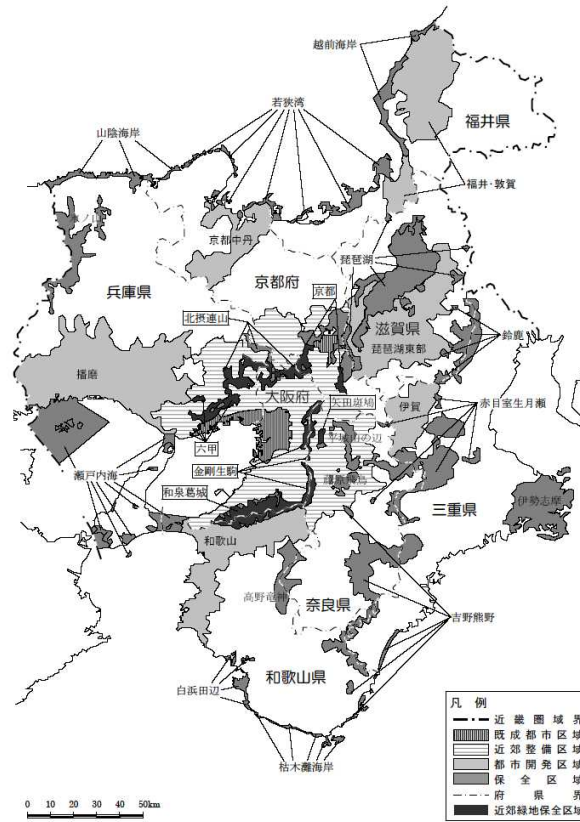 越前海岸
福井県
若狭湾
山陰海岸
福井・敦賀
京都中丹
琵琶湖
兵庫県
京都府
京都
北摂連山
滋賀県
鈴鹿
琵琶湖東部
播磨
大阪府
矢田斑鳩
伊賀
赤目室生月瀬
六甲
金剛生駒
瀬戸内海
和泉葛城
三重県
伊勢志摩
和歌山
高野竜神
奈良県
吉野熊野
和歌山県
白浜田辺
枯木灘海岸
凡例
近畿圏域界
既成都市区域
近郊整備区域
都市開発区域
保全区域
府県界
近郊緑地保全区域
0 10 20 30 40 50km